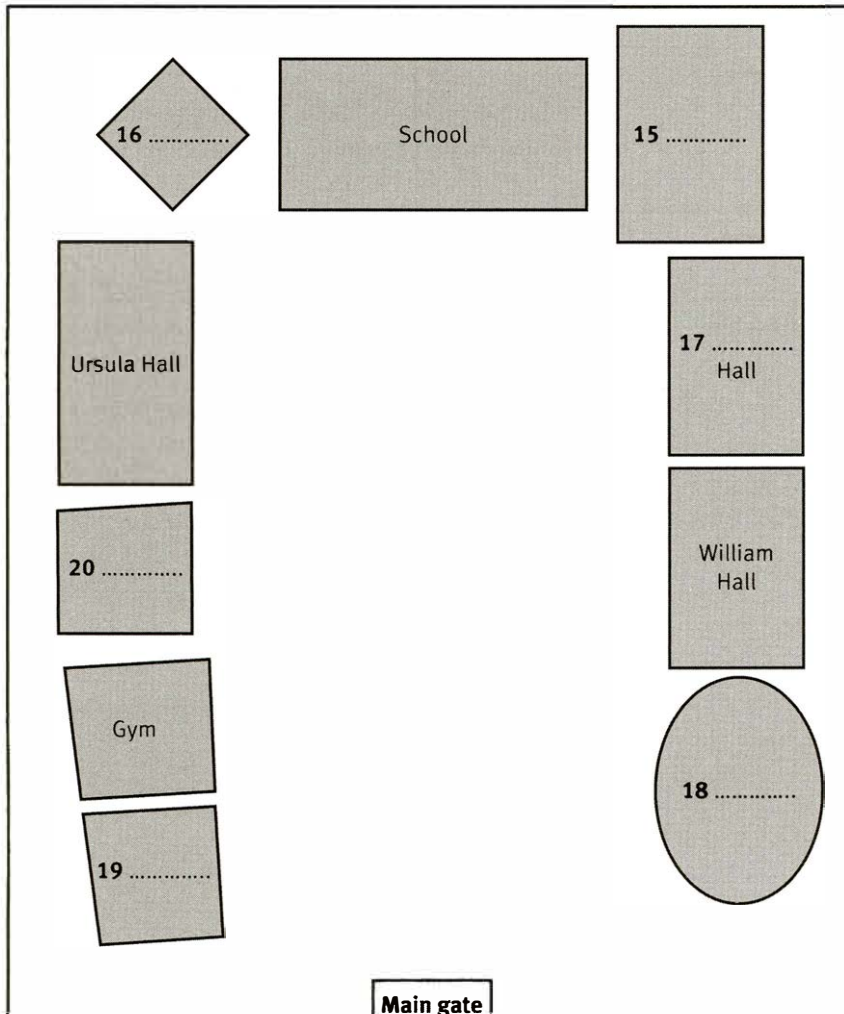 16 ..............
School
15 ..............
Ursula Hall
17 ..............
Hall
20 ..............
William
Hall
Gym
18 ..............
19 ..............
Main gate